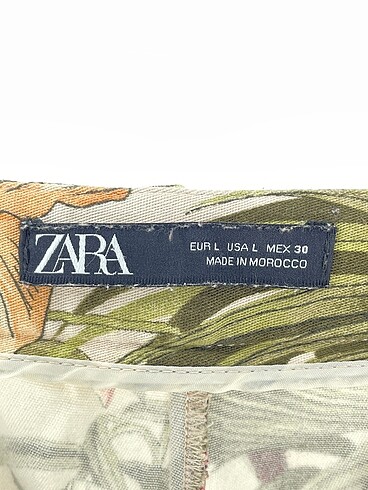 ZARA
EUR L USA L MEX 30
MADE IN MOROCCO